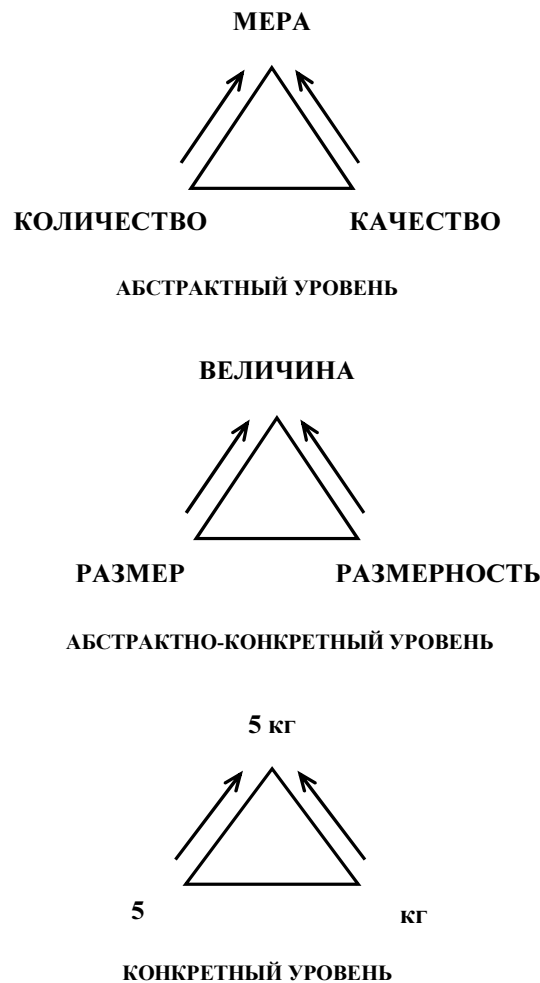 МЕРА
КОЛИЧЕСТВО КАЧЕСТВО
АБСТРАКТНЫЙ УРОВЕНЬ
ВЕЛИЧИНА
РАЗМЕР РАЗМЕРНОСТЬ
АБСТРАКТНО-КОНКРЕТНЫЙ УРОВЕНЬ
5 кг
5 кг
КОНКРЕТНЫЙ УРОВЕНЬ